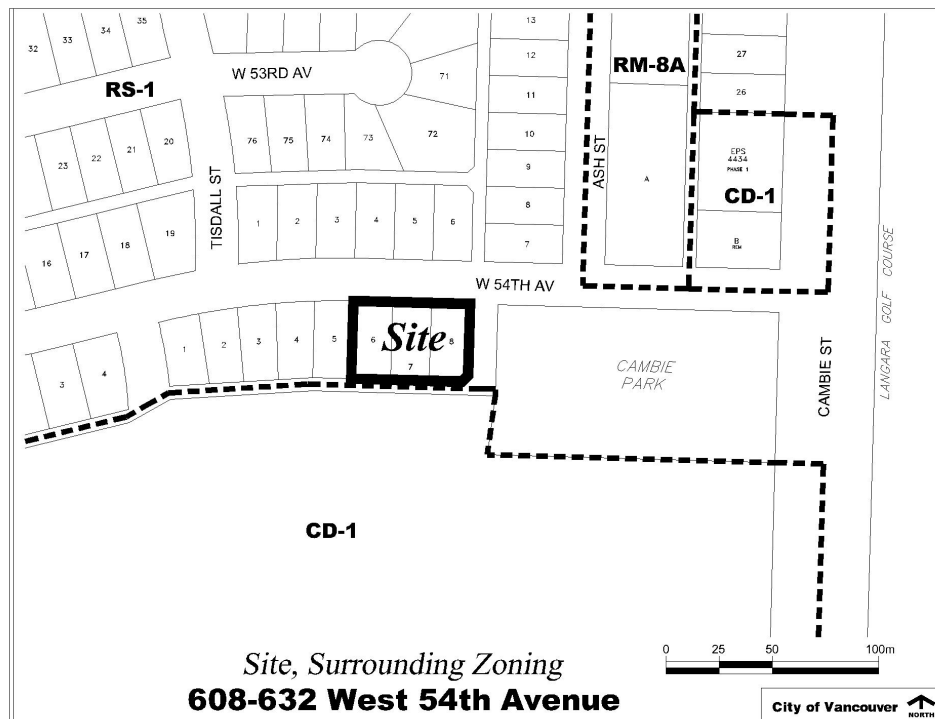 35
34
33
32
13
12
11
10
9
8
7
27
26
RS-1
W 53RD AV
RM-8A
71
76
75
74
73
72
23
22
21
20
ASH ST
A
EPS
4434
PHASE 1
CD-1
B
REM
TISDALL ST
1
2
3
4
5
6
16
17
18
19
W 54TH AV
LANGARA GOLF COURSE
CAMBIE ST
3
4
1
2
3
4
5
6
7
8
Site
CAMBIE
PARK
CD-1
Site, Surrounding Zoning
608-632 West 54th Avenue
0 25 50 100m
City of Vancouver
NORTH